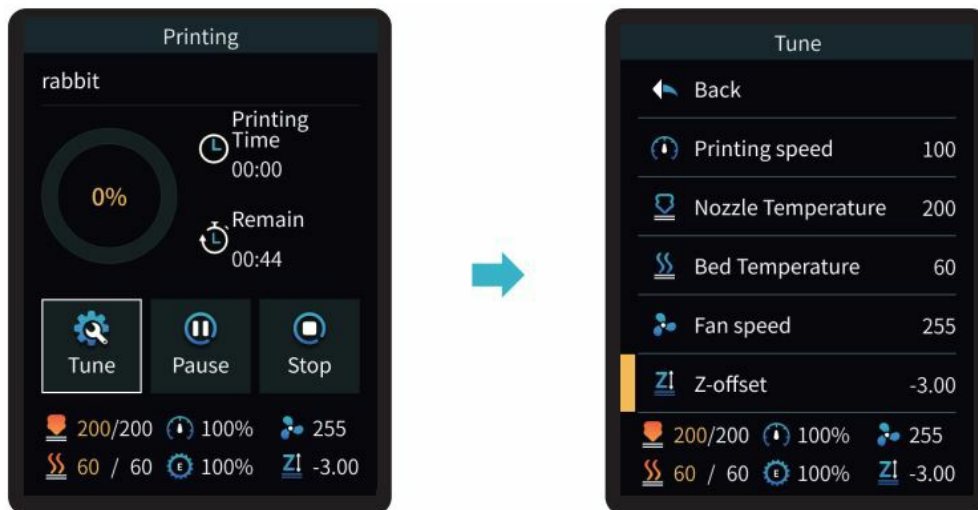 Printing
rabbit
0%
Printing
Time
00:00
Remain
00:44
Tune
Pause
Stop
200/200
100%
255
60 / 60
E
100%
Z
-3.00
Tune
Back
Printing speed 100
Nozzle Temperature 200
Bed Temperature 60
Fan speed 255
Z Z-offset -3.00
200/200
100%
255
60 / 60
E
100%
Z
-3.00